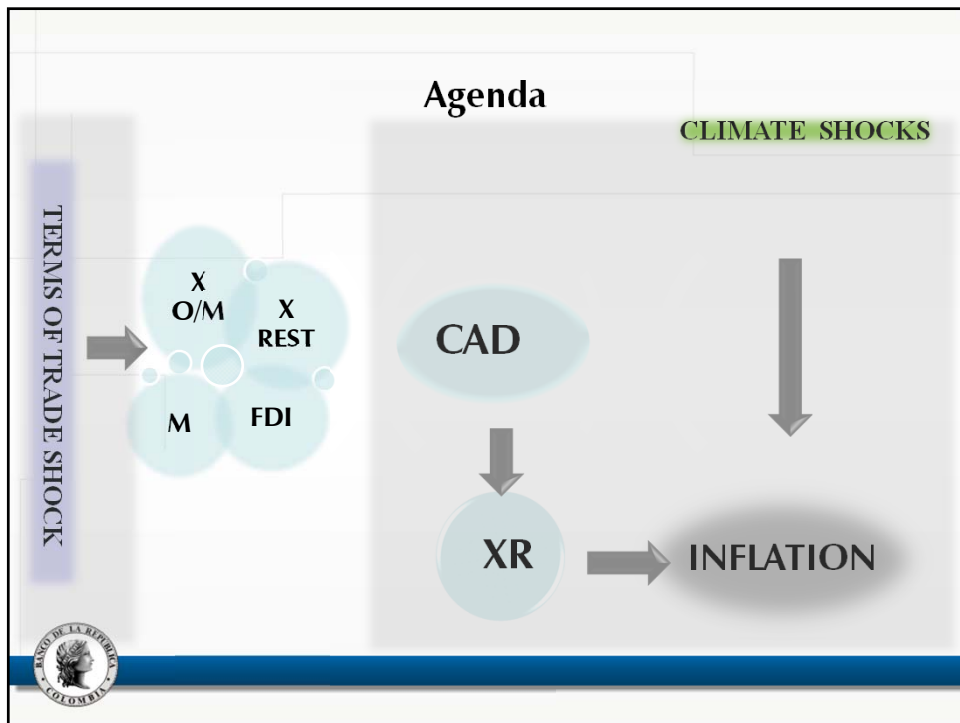 Agenda
CLIMATE SHOCKS
TERMS OF TRADE SHOCK
X
O/M
X
REST
M
FDI
CAD
XR
INFLATION
BANCO DE LA REPUBLICA
COLOMBIA